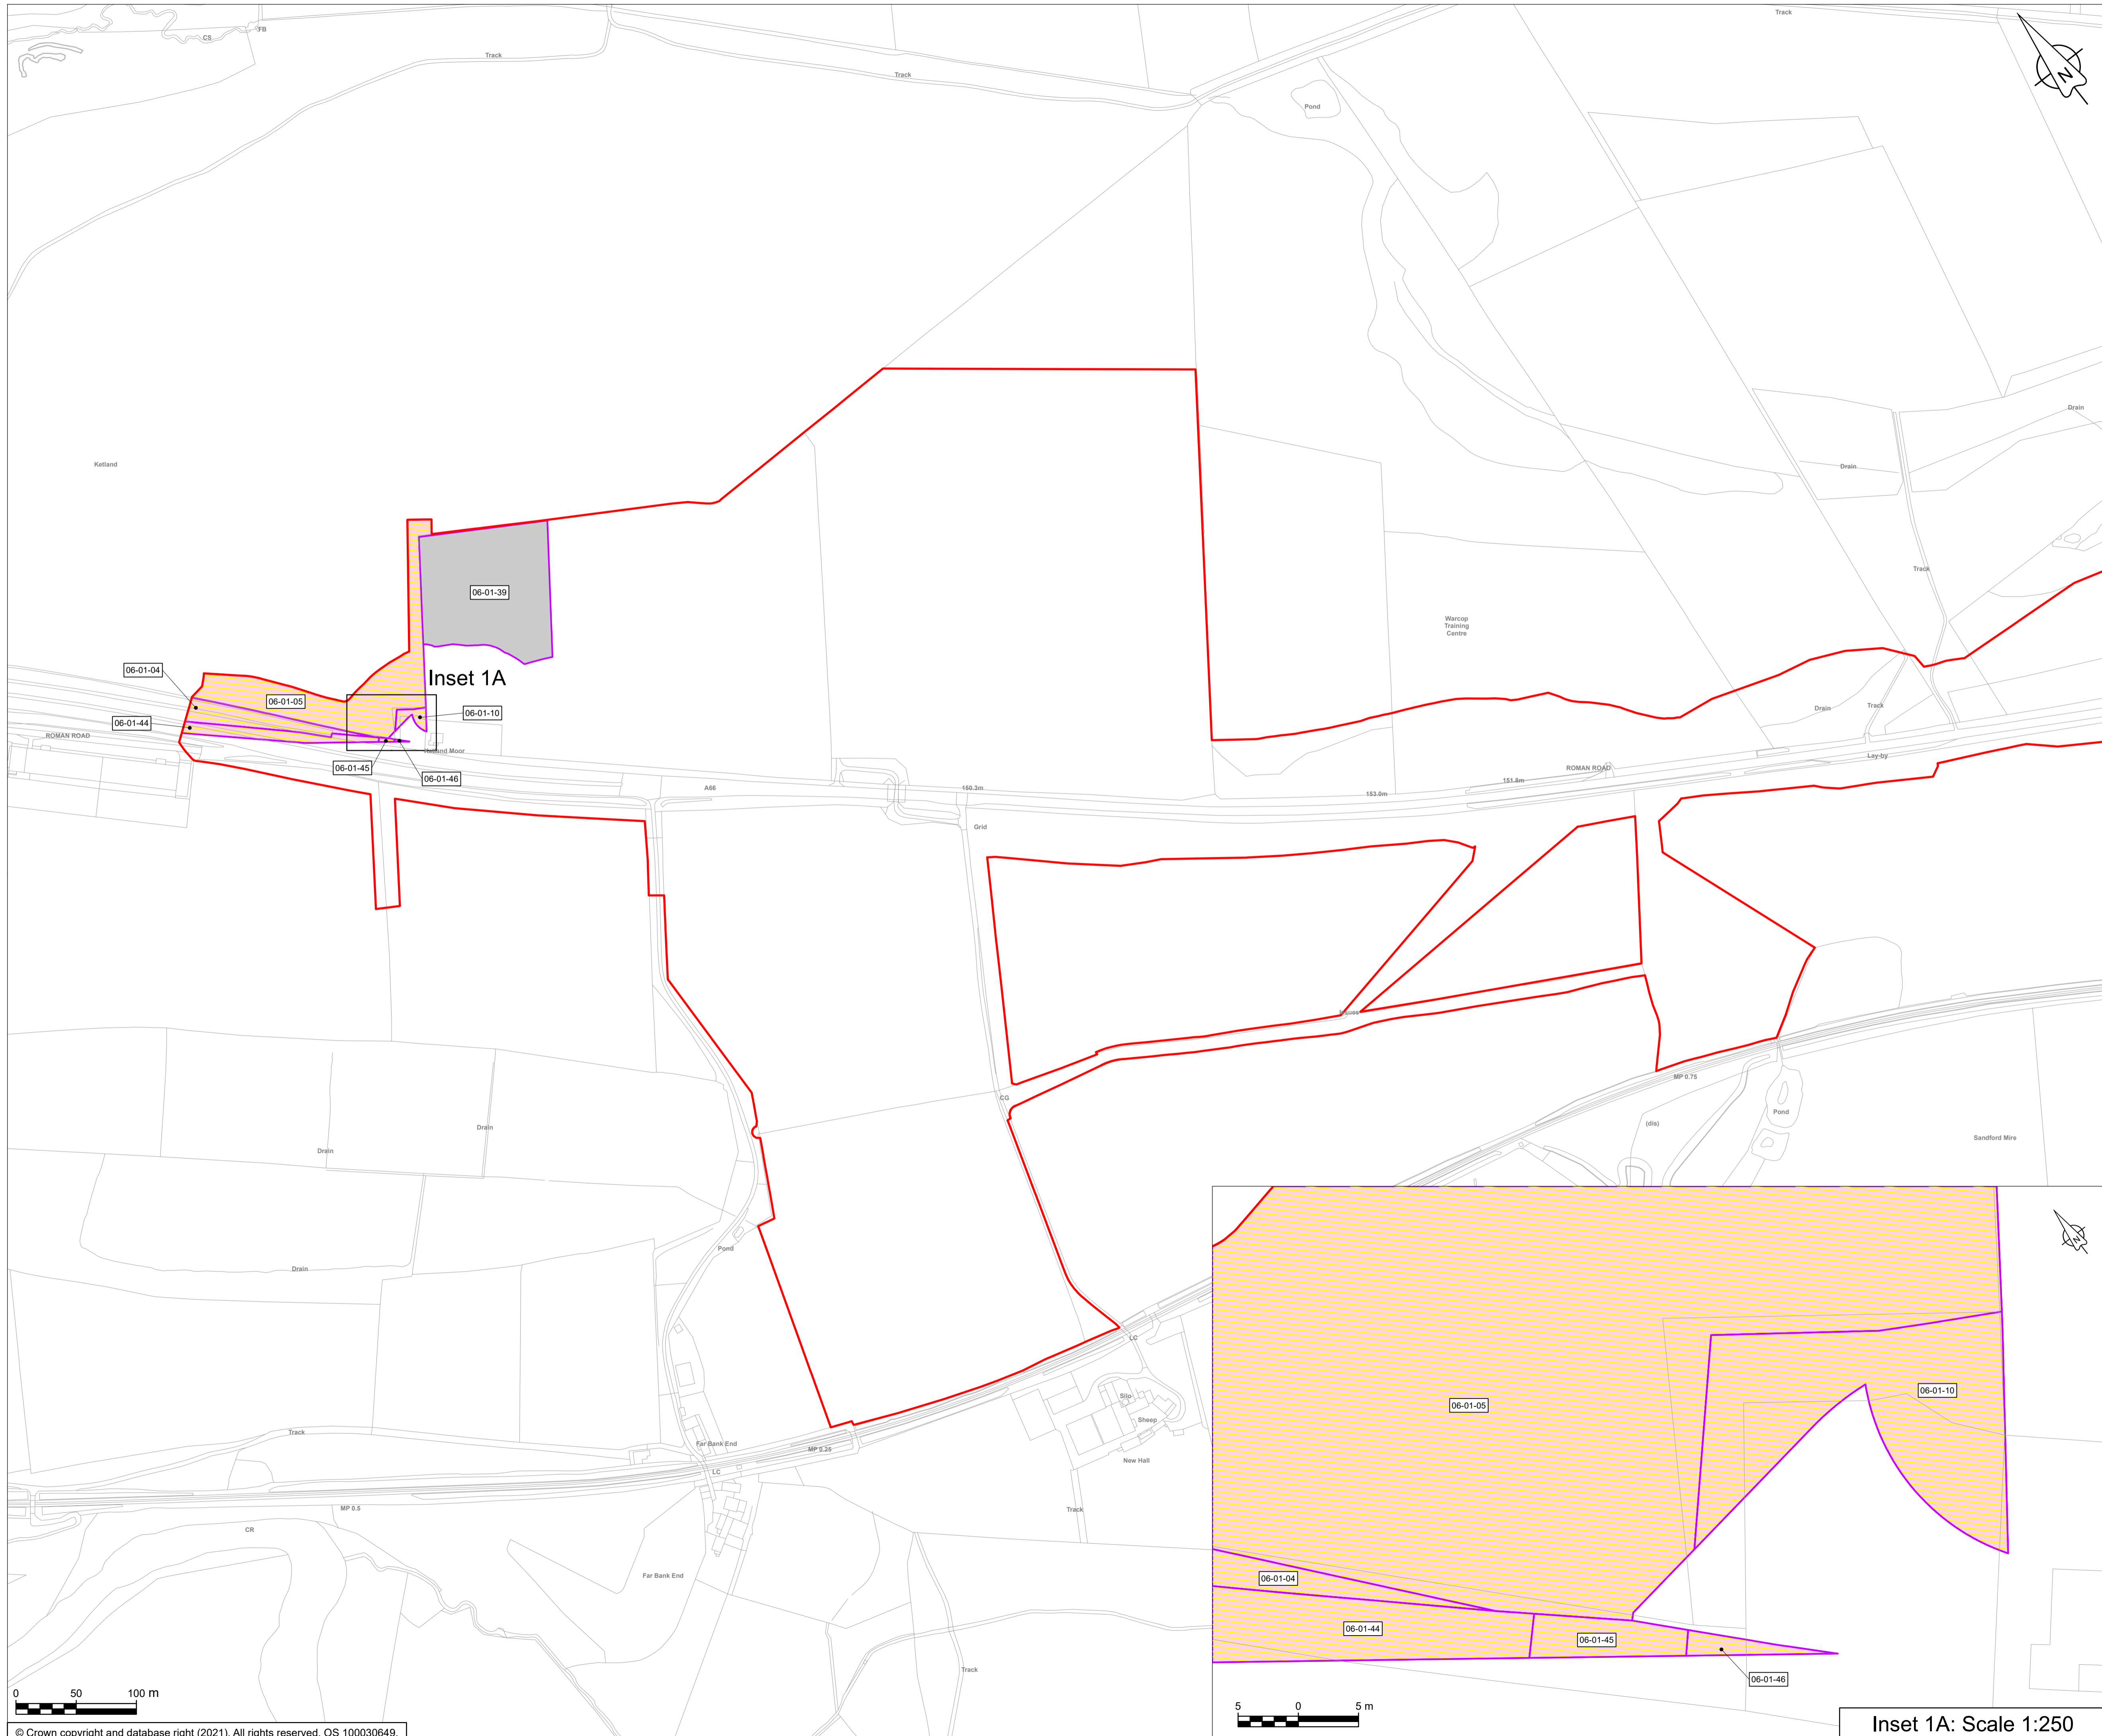 Track
FB
CS
Track
Track
N
Pond
Drain
Ketland
Drain
Track
06-01-39
Warcop
Training
Centre
06-01-04
Inset 1A
06-01-05
06-01-10
06-01-44
Drain
Track
ROMAN ROAD
Moor
Lay-by
06-01-45
ROMAN ROAD
06-01-46
151.8m
A66
150.3m
153.0m
Grid
Issues
MP 0.75
CG
Pond
(dis)
Drain
Sandford Mire
Drain
N
Pond
Drain
LC
Silo
06-01-10
06-01-05
Sheep
Track
Far Bank End
MP 0.25
New Hall
LC
MP 0.5
Track
CR
Far Bank End
06-01-04
06-01-44
06-01-45
Track
06-01-46
0 50 100 m
5 0 5 m
Inset 1A: Scale 1:250
© Crown copyright and database right (2021). All rights reserved. OS 100030649.